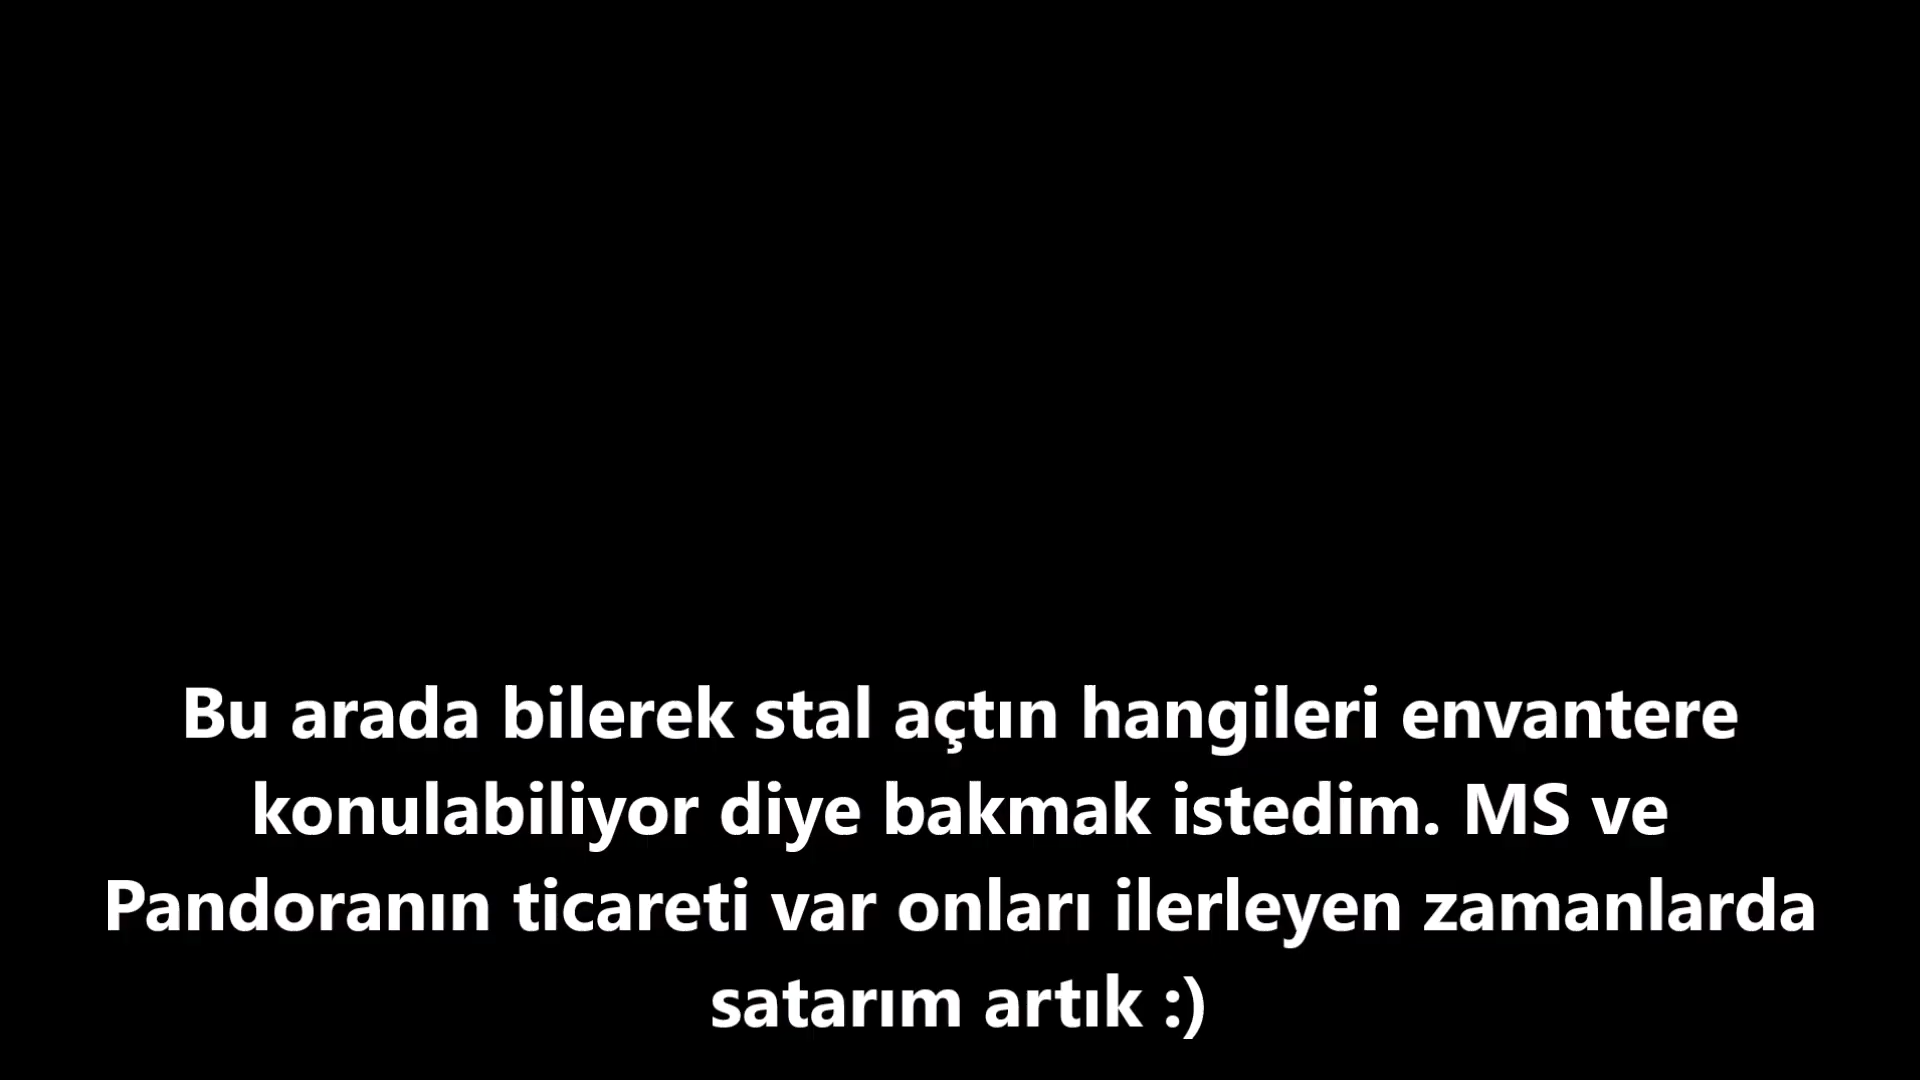 Bu arada bilerek stal açtın hangileri envantere
konulabiliyor diye bakmak istedim. MS ve
Pandoranın ticareti var onları ilerleyen zamanlarda
satarım artık :)